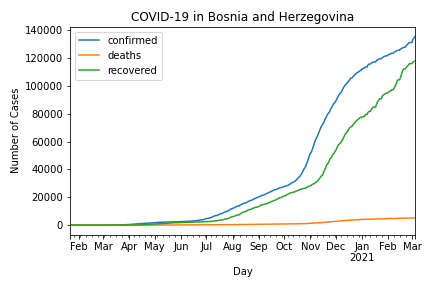 COVID-19 in Bosnia and Herzegovina
140000
120000
100000
80000
60000
40000
20000
0
Number of Cases
confirmed
deaths
recovered
Feb Mar Apr May Jun Jul Aug Sep Oct Nov Dec Jan Feb Mar
2021
Day